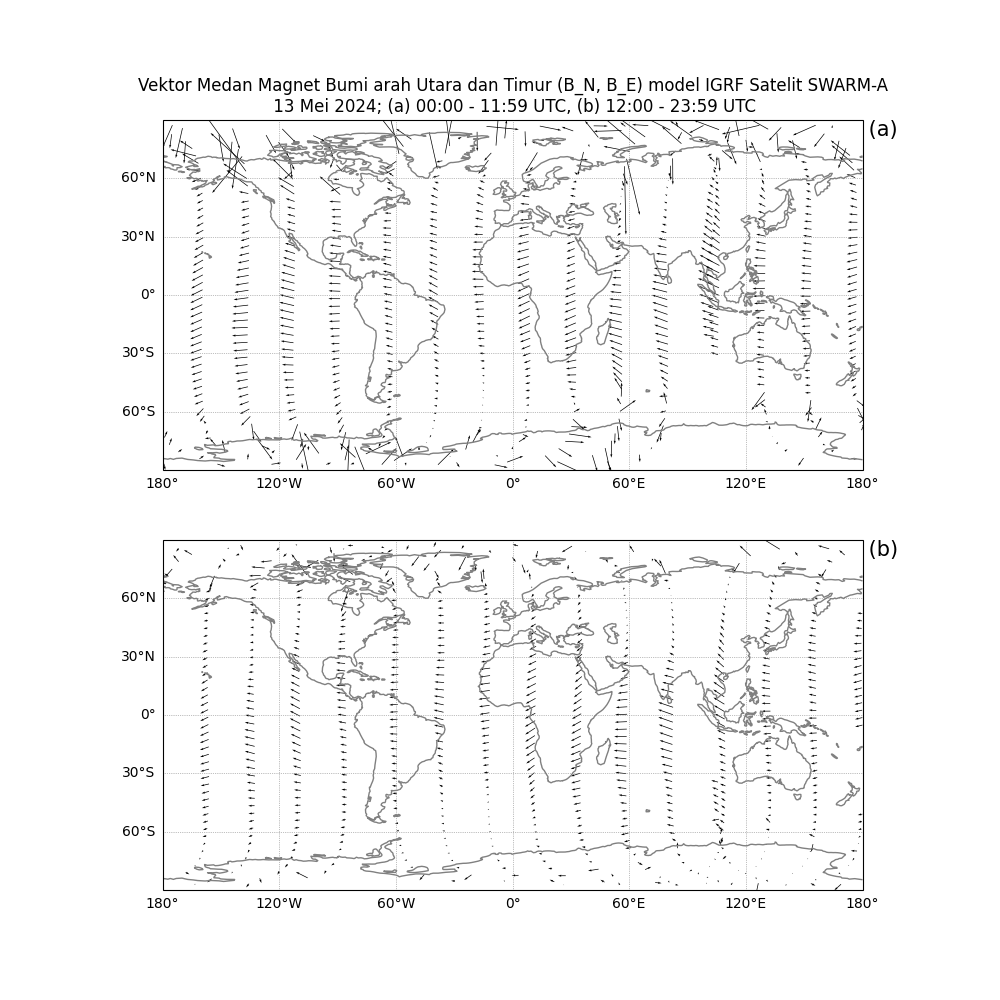 Vektor Medan Magnet Bumi arah Utara dan Timur (B_N, B_E) model IGRF Satelit SWARM-A
13 Mei 2024; (a) 00:00 - 11:59 UTC, (b) 12:00 - 23:59 UTC
(a)
60°N
30°N
0°
30°S
60°S
180° 120°W 60°W 0° 60°E 120°E 180°
(b)
60°N
30°N
0°
30°S
60°S
180° 120°W 60°W 0° 60°E 120°E 180°